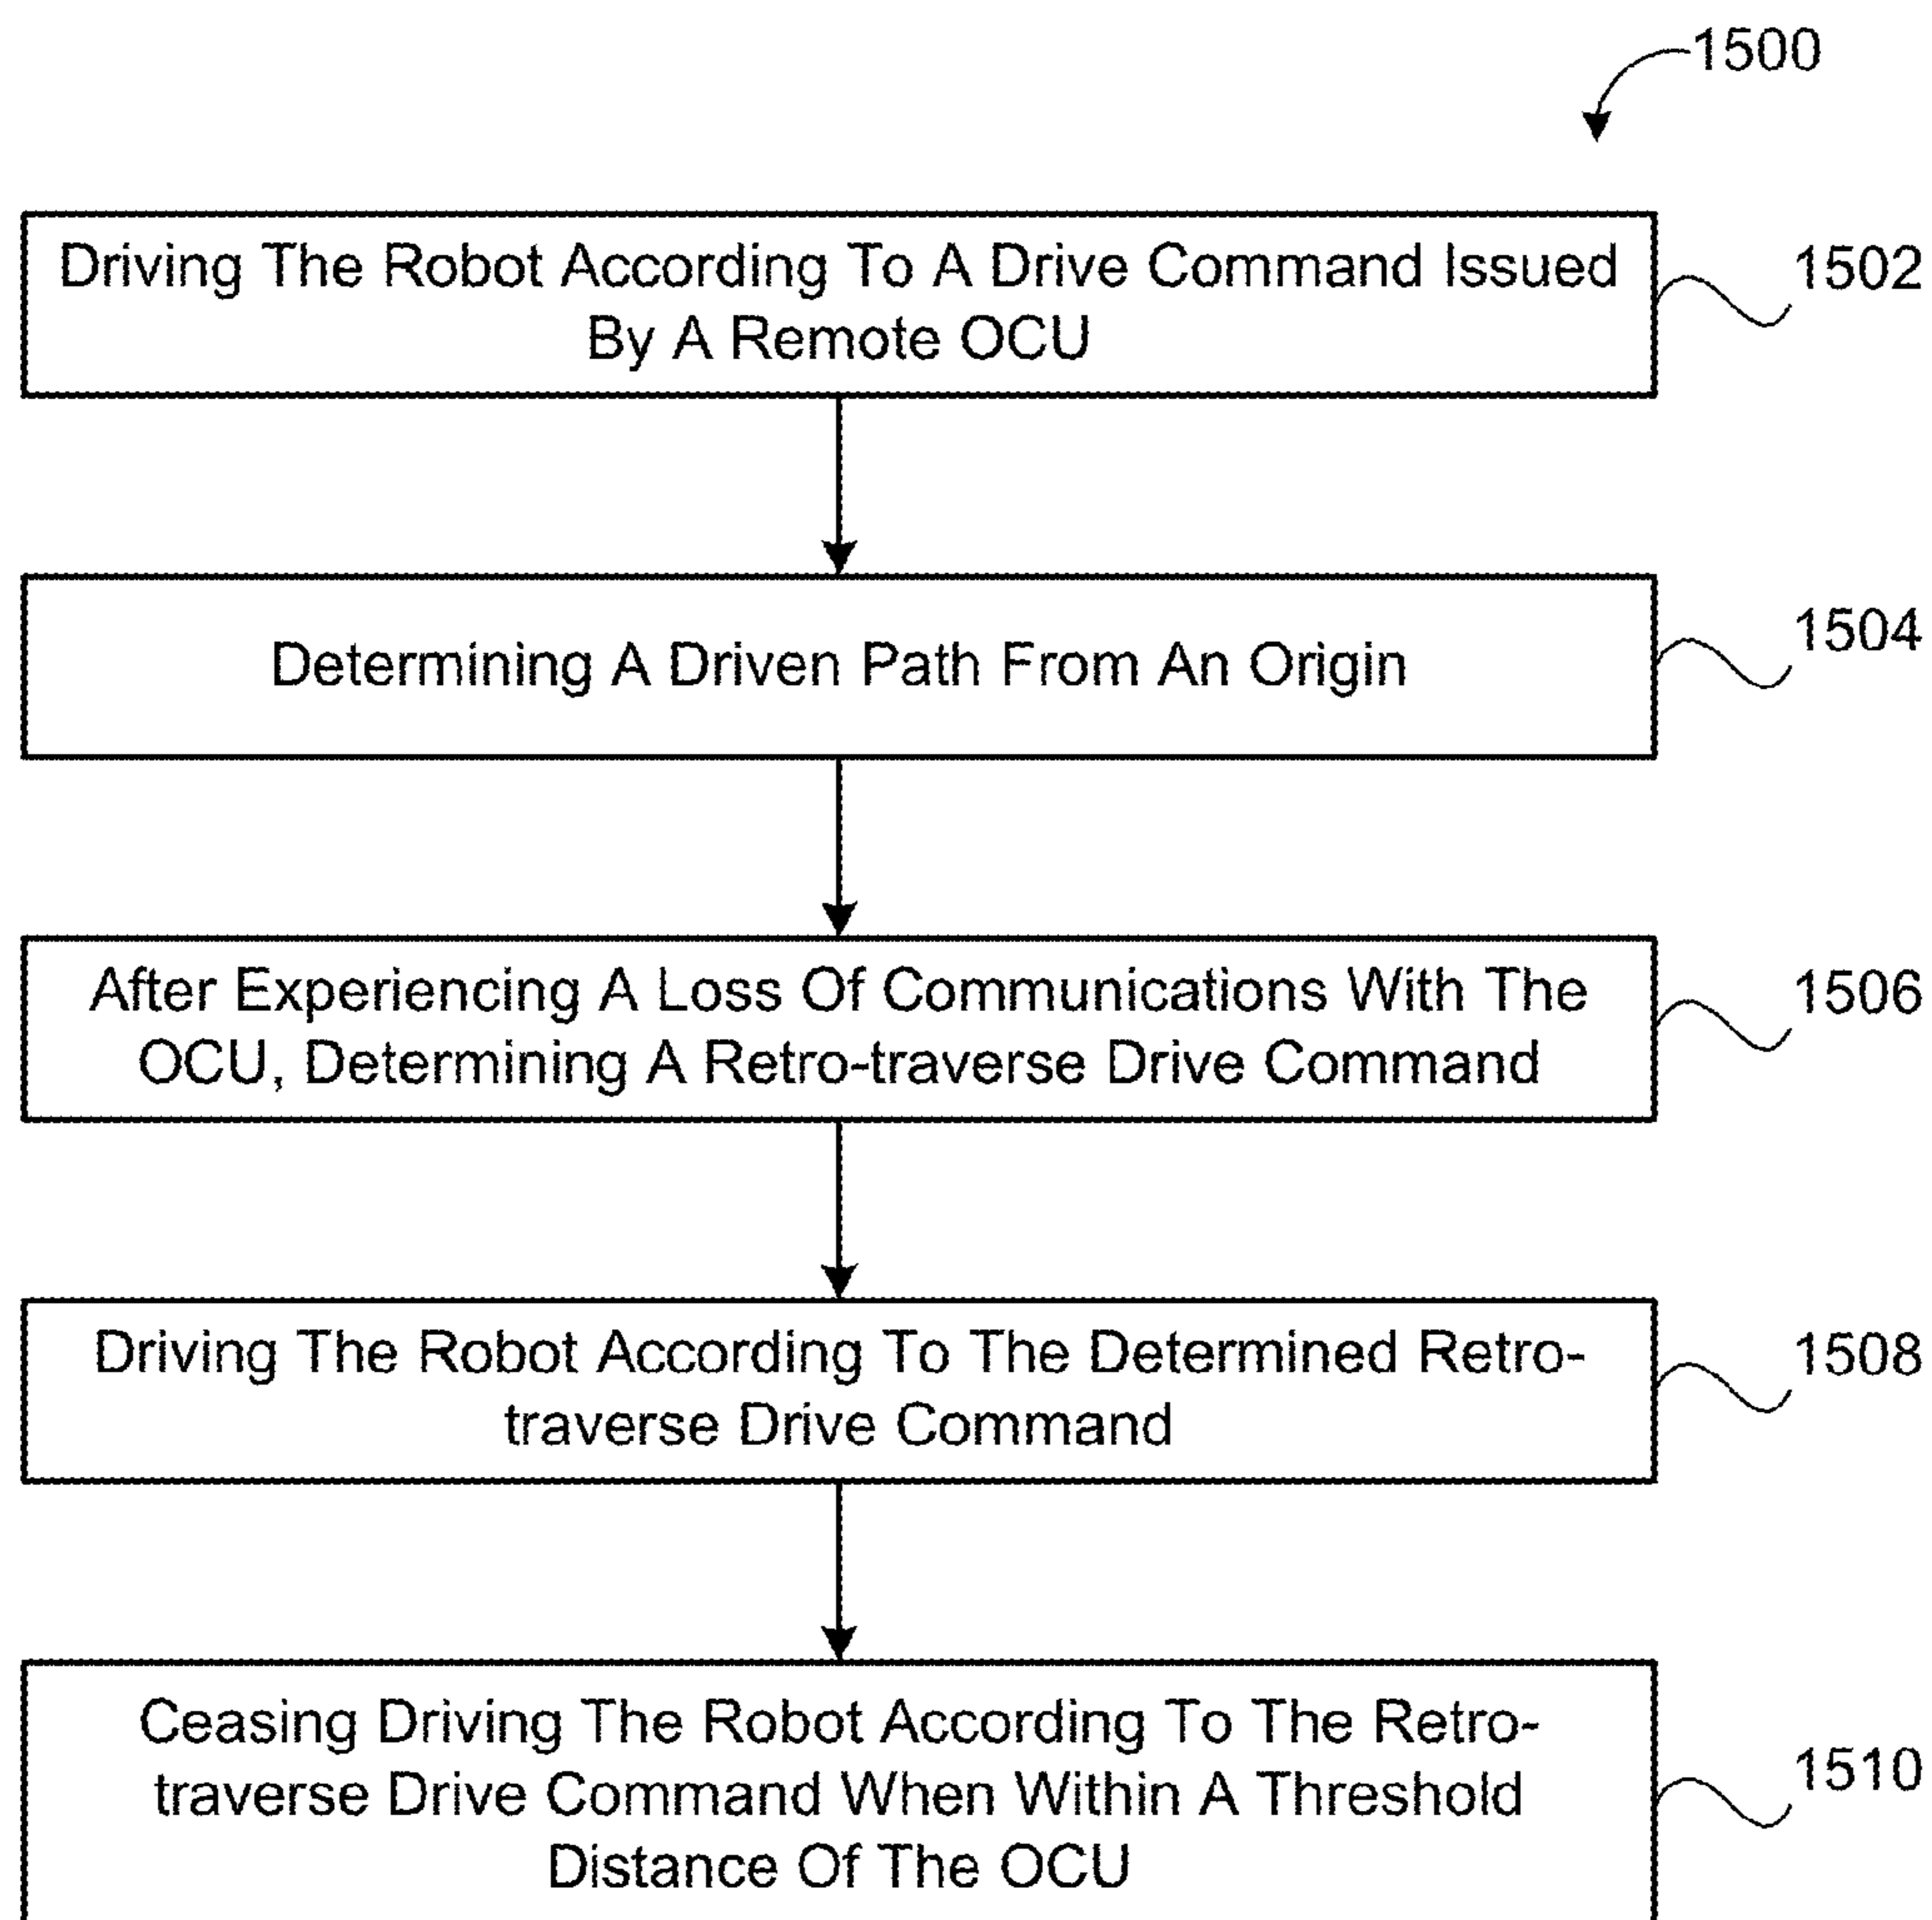 1500
Driving The Robot According To A Drive Command Issued
By A Remote OCU
1502
Determining A Driven Path From An Origin
1504
After Experiencing A Loss Of Communications With The
OCU, Determining A Retro-traverse Drive Command
1506
Driving The Robot According To The Determined Retro-
traverse Drive Command
1508
Ceasing Driving The Robot According To The Retro-
traverse Drive Command When Within A Threshold
Distance Of The OCU
1510